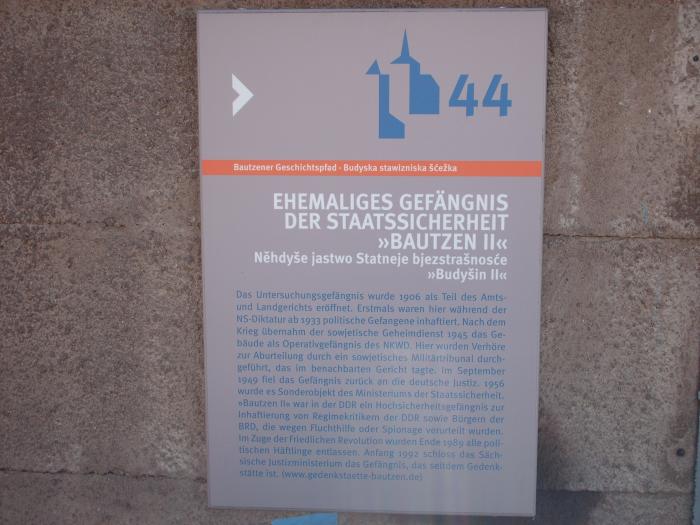 44
Bautzener Geschichtspfad · Budyska stawizniska šćežka
EHEMALIGES GEFÄNGNIS
DER STAATSSICHERHEIT
»BAUTZEN II«
Něhdyše jastwo Statneje bjezstrašnosće
»Budyšin II«
Das Untersuchungsgefängnis wurde 1906 als Teil des Amts-
und Landgerichts eröffnet. Erstmals waren hier während der
NS-Diktatur ab 1933 politische Gefangene inhaftiert. Nach dem
Krieg übernahm der sowjetische Geheimdienst 1945 das Ge-
bäude als Operativgefängnis des NKWD. Hier wurden Verhöre
zur Aburteilung durch ein sowjetisches Militärtribunal durch-
geführt, das im benachbarten Gericht tagte. Im September
1949 fiel das Gefängnis zurück an die deutsche Justiz. 1956
wurde es Sonderobjekt des Ministeriums der Staatssicherheit.
»Bautzen II« war in der DDR ein Hochsicherheitsgefängnis zur
Inhaftierung von Regimekritikern der DDR sowie Bürgern der
BRD, die wegen Fluchthilfe oder Spionage verurteilt wurden.
Im Zuge der Friedlichen Revolution wurden Ende 1989 alle poli-
tischen Häftlinge entlassen. Anfang 1992 schloss das Säch-
sische Justizministerium das Gefängnis, das seitdem Gedenk-
stätte ist. (www.gedenkstaette-bautzen.de)